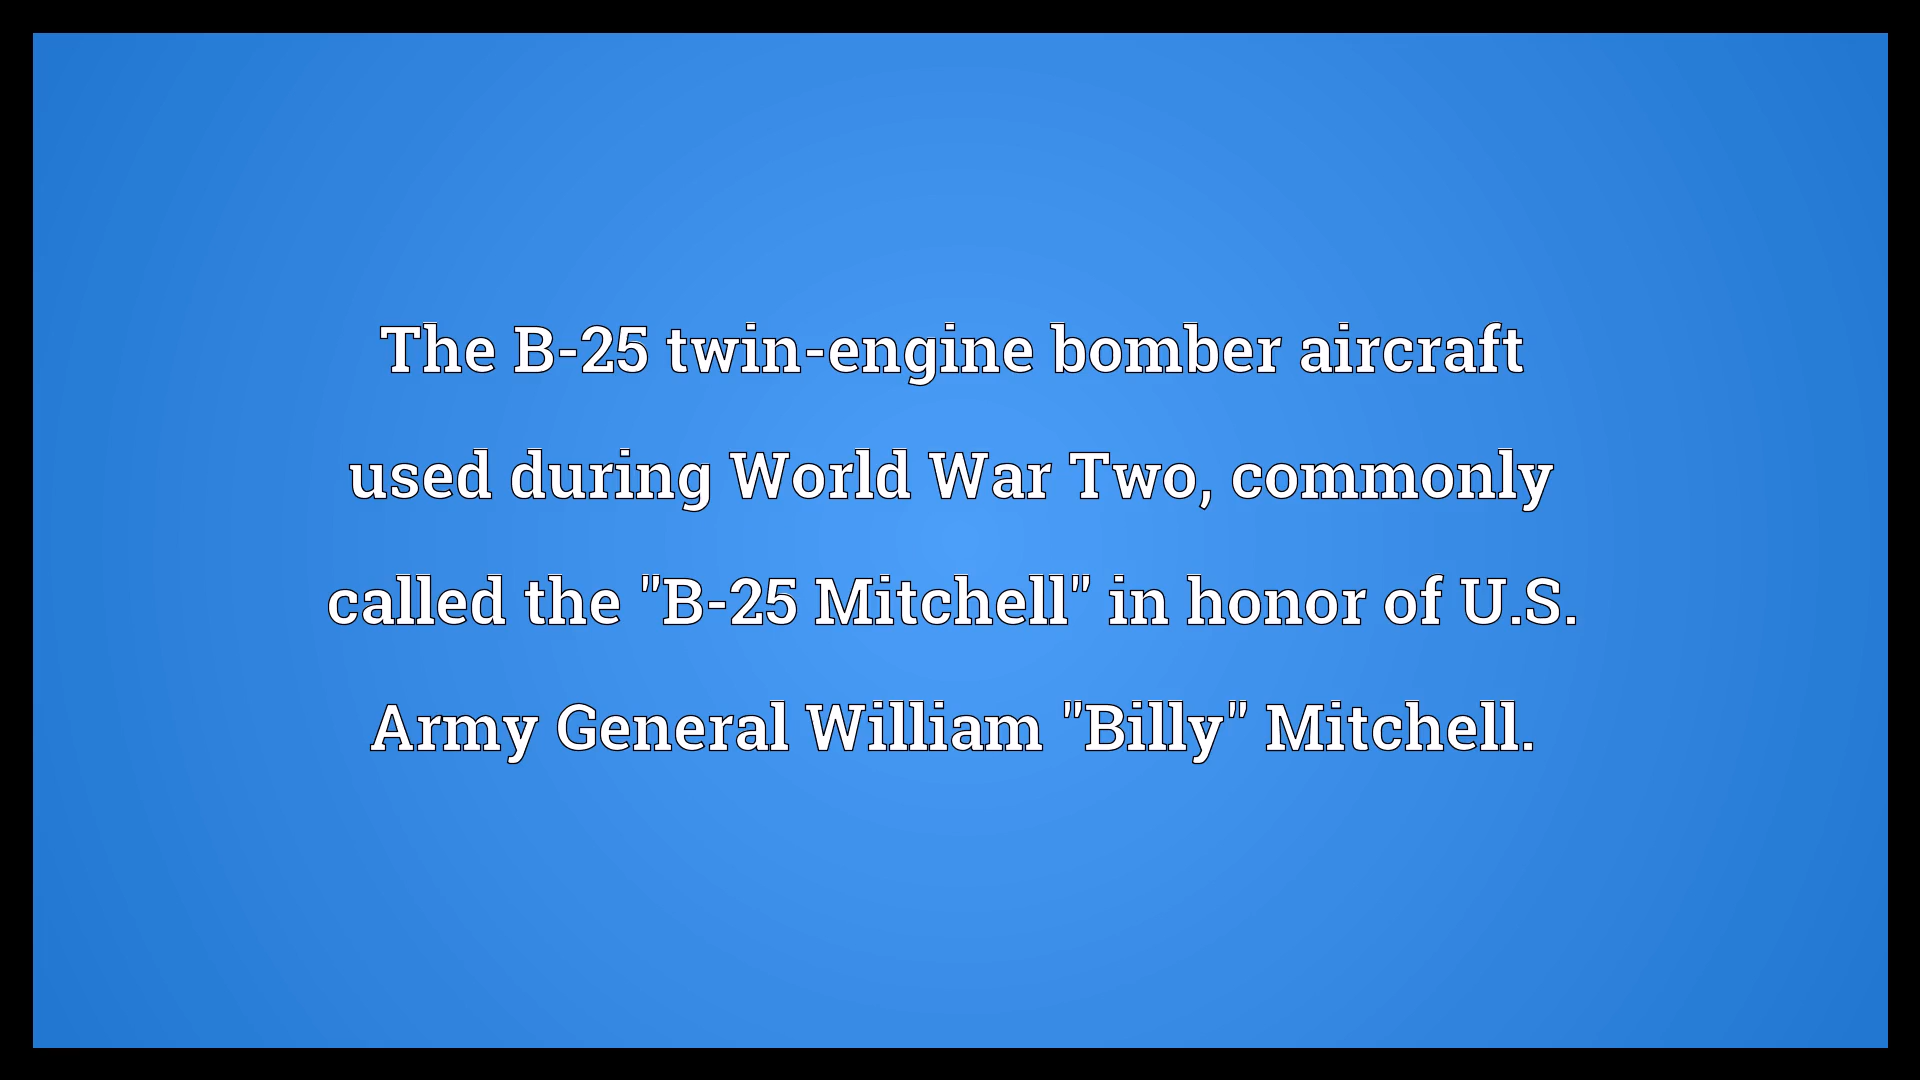 The B-25 twin-engine bomber aircraft
used during World War Two, commonly
called the "B-25 Mitchell" in honor of U.S.
Army General William "Billy" Mitchell.